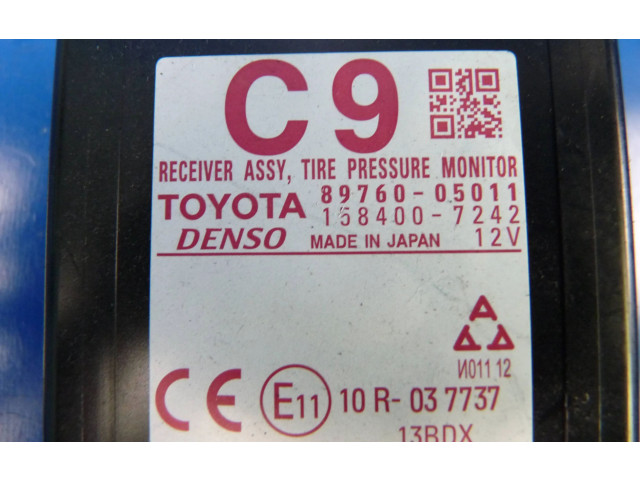 C9
RECEIVER ASSY, TIRE PRESSURE MONITOR
TOYOTA 89760-05011
158400-7242
DENSO MADE IN JAPAN 12V
И011 12
CE E11 10 R- 03 7737
13BDX